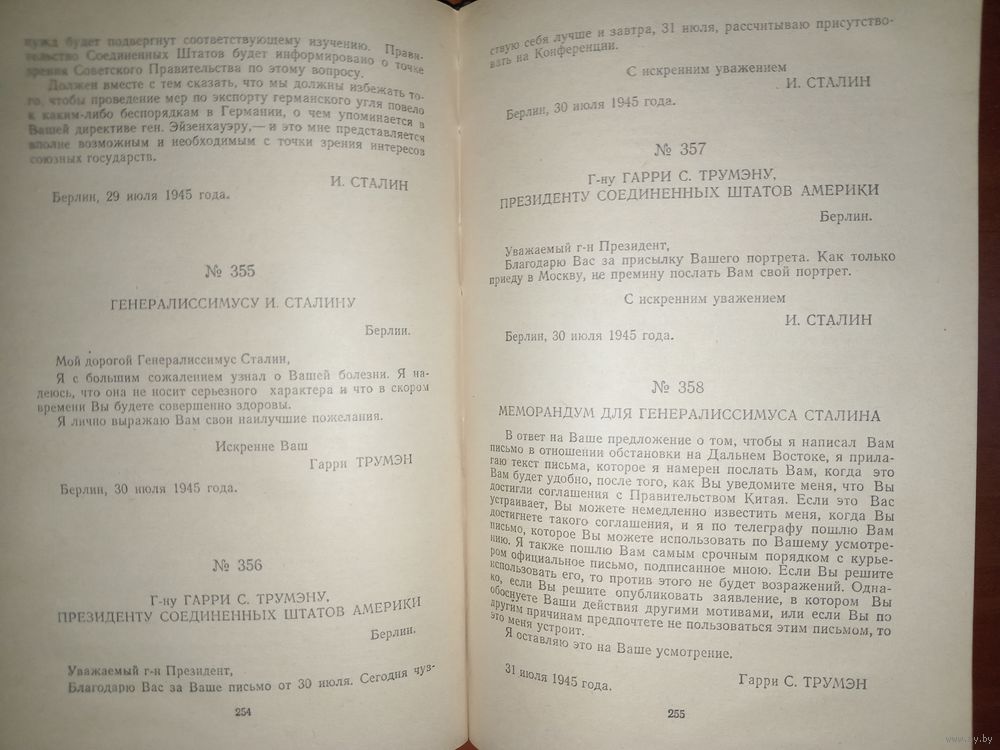 нужд будет подвергнут соответствующему изучению. Прави-
тельство Соединенных Штатов будет информировано о точке
зрения Советского Правительства по этому вопросу.
Должен вместе с тем сказать, что мы должны избежать то-
го, чтобы проведение мер по экспорту германского угля повело
к каким-либо беспорядкам в Германии, о чем упоминается в
Вашей директиве ген. Эйзенхауэру,— и это мне представляется
вполне возможным и необходимым с точки зрения интересов
союзных государств.
И. СТАЛИН
Берлин, 29 июля 1945 года.
№ 355
ГЕНЕРАЛИССИМУСУ И. СТАЛИНУ
Берлин.
Мой дорогой Генералиссимус Сталин,
Я с большим сожалением узнал о Вашей болезни. Я на-
деюсь, что она не носит серьезного характера и что в скором
времени Вы будете совершенно здоровы.
Я лично выражаю Вам свои наилучшие пожелания.
Искренне Ваш
Гарри ТРУМЭН
Берлин, 30 июля 1945 года.
№ 356
Г-ну ГАРРИ С. ТРУМЭНУ,
ПРЕЗИДЕНТУ СОЕДИНЕННЫХ ШТАТОВ АМЕРИКИ
Берлин.
Уважаемый г-н Президент,
Благодарю Вас за Ваше письмо от 30 июля. Сегодня чув-
254
ствую себя лучше и завтра, 31 июля, рассчитываю присутство-
вать на Конференции.
С искренним уважением
И. СТАЛИН
Берлин, 30 июля 1945 года.
№ 357
Г-ну ГАРРИ С. ТРУМЭНУ,
ПРЕЗИДЕНТУ СОЕДИНЕННЫХ ШТАТОВ АМЕРИКИ
Берлин.
Уважаемый г-н Президент,
Благодарю Вас за присылку Вашего портрета. Как только
приеду в Москву, не премину послать Вам свой портрет.
С искренним уважением
И. СТАЛИН
Берлин, 30 июля 1945 года.
№ 358
МЕМОРАНДУМ ДЛЯ ГЕНЕРАЛИССИМУСА СТАЛИНА
В ответ на Ваше предложение о том, чтобы я написал Вам
письмо в отношении обстановки на Дальнем Востоке, я прила-
гаю текст письма, которое я намерен послать Вам, когда это
Вам будет удобно, после того, как Вы уведомите меня, что Вы
достигли соглашения с Правительством Китая. Если это Вас
устраивает, Вы можете немедленно известить меня, когда Вы
достигнете такого соглашения, и я по телеграфу пошлю Вам
письмо, которое Вы можете использовать по Вашему усмотре-
нию. Я также пошлю Вам самым срочным порядком с курье-
ром официальное письмо, подписанное мною. Если Вы решите
использовать его, то против этого не будет возражений. Одна-
ко, если Вы решите опубликовать заявление, в котором Вы
обоснуете Ваши действия другими мотивами, или если Вы по
другим причинам предпочтете не пользоваться этим письмом, то
это меня устроит.
Я оставляю это на Ваше усмотрение.
Гарри С. ТРУМЭН
31 июля 1945 года.
255